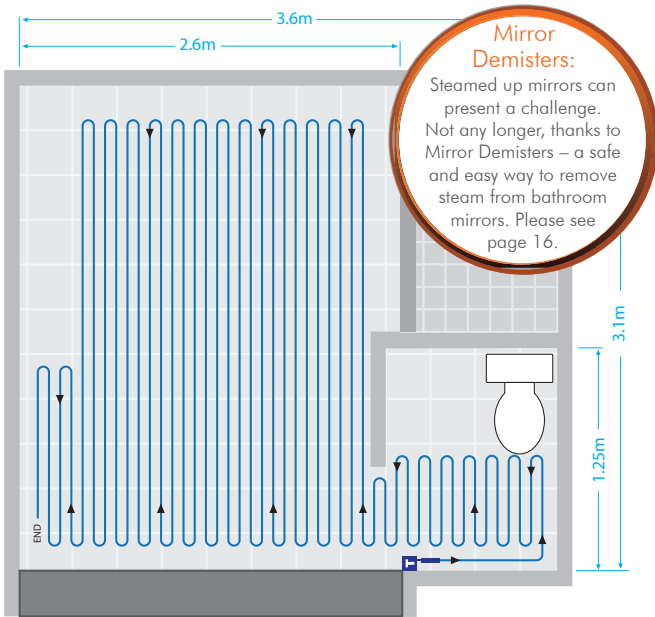 3.6m
2.6m
Mirror
Demisters:
Steamed up mirrors can
present a challenge.
Not any longer, thanks to
Mirror Demisters – a safe
and easy way to remove
steam from bathroom
mirrors. Please see
page 16.
3.1m
1.25m
END
T